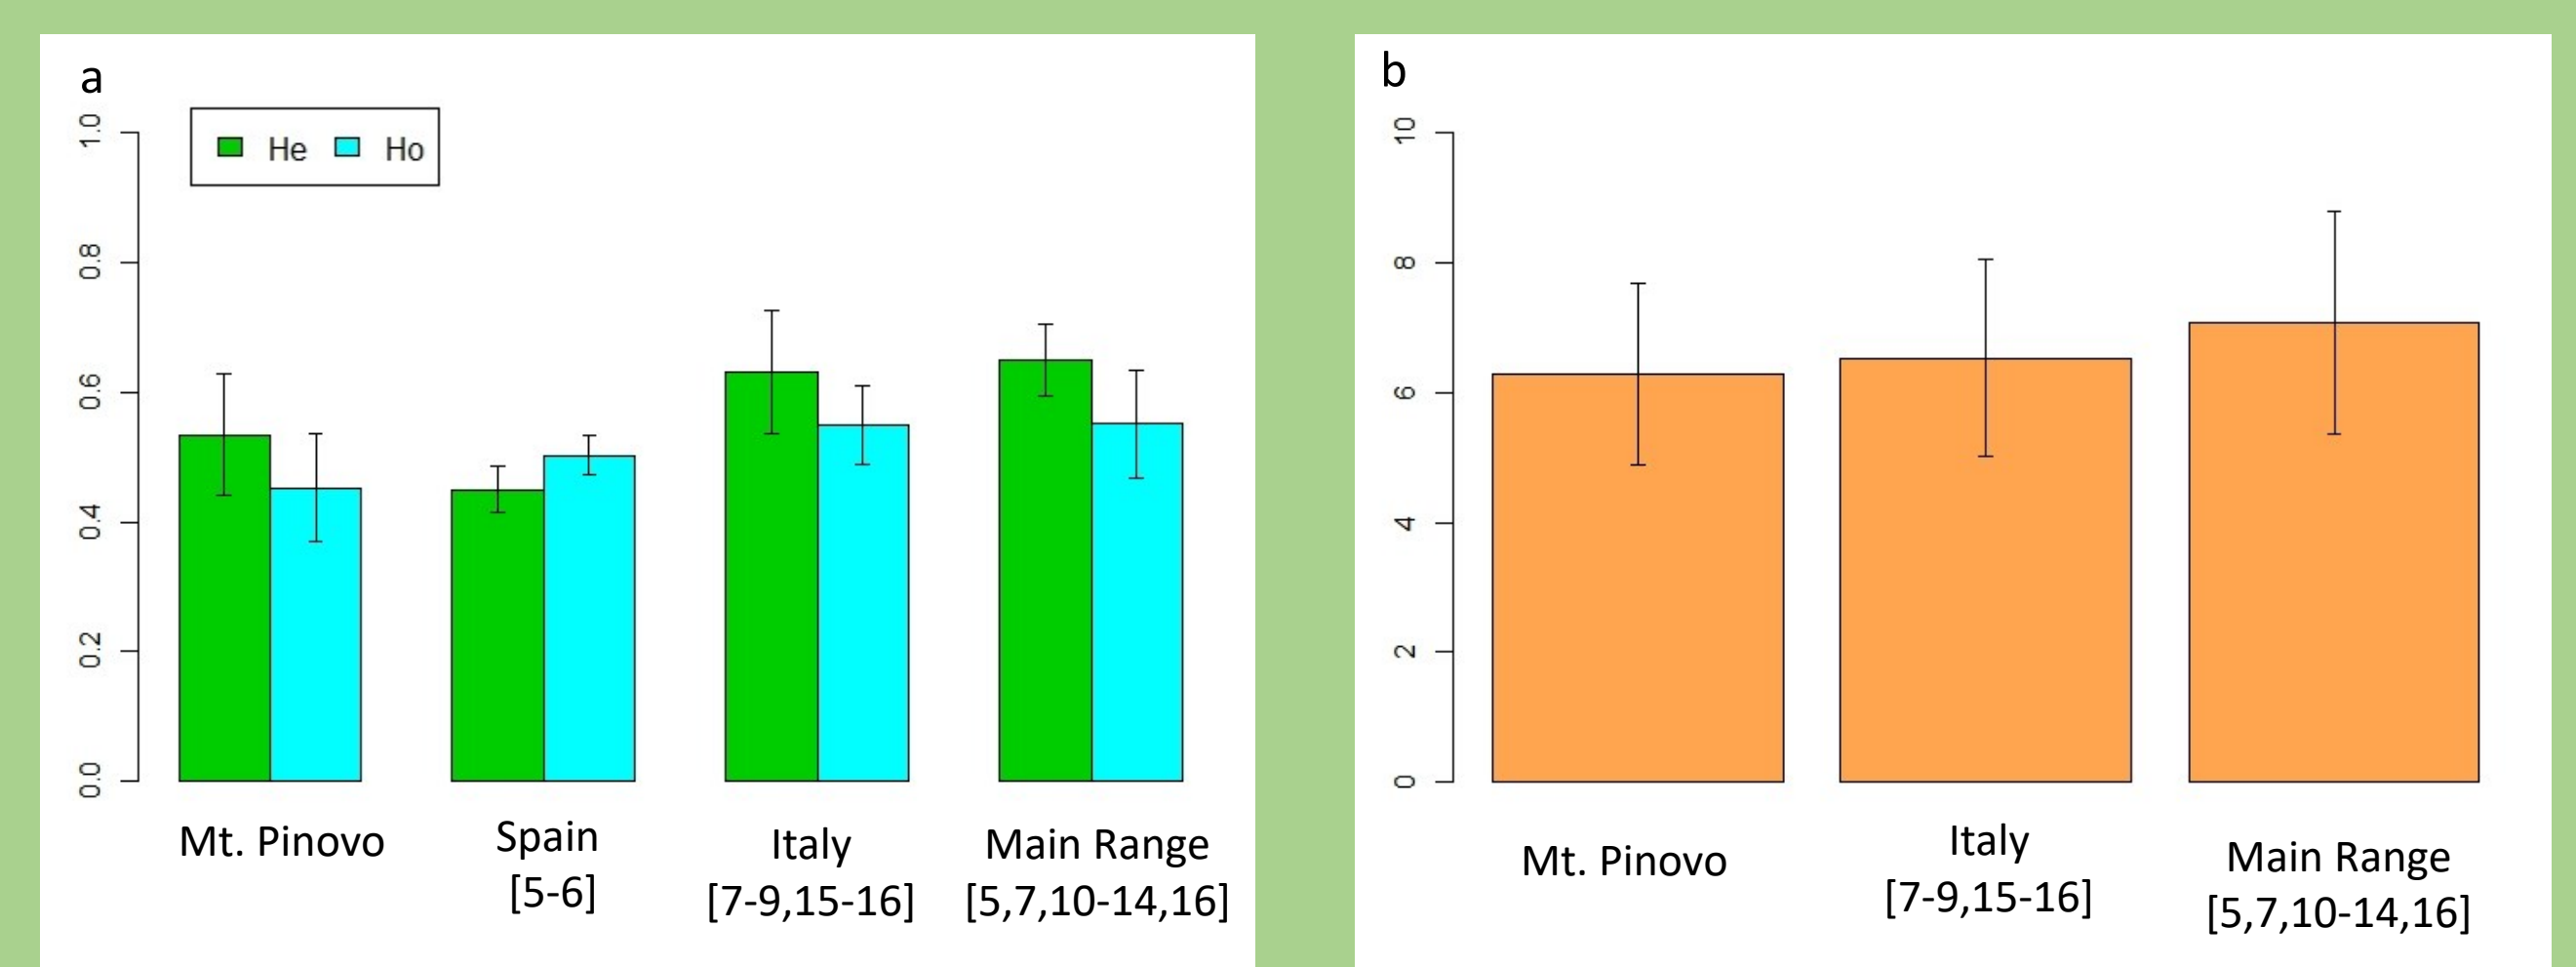 a
He Ho
1.0
0.8
0.6
0.4
0.2
0.0
Mt. Pinovo
Spain
[5-6]
Italy
[7-9,15-16]
Main Range
[5,7,10-14,16]
b
10
8
6
4
2
0
Mt. Pinovo
Italy
[7-9,15-16]
Main Range
[5,7,10-14,16]